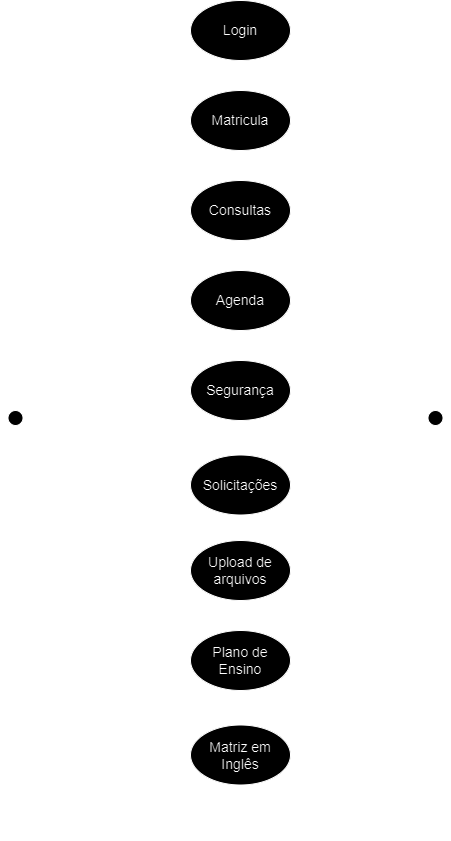 Login
Matricula
Consultas
Agenda
Segurança
Solicitações
Upload de
arquivos
Plano de
Ensino
Matriz em
Inglês